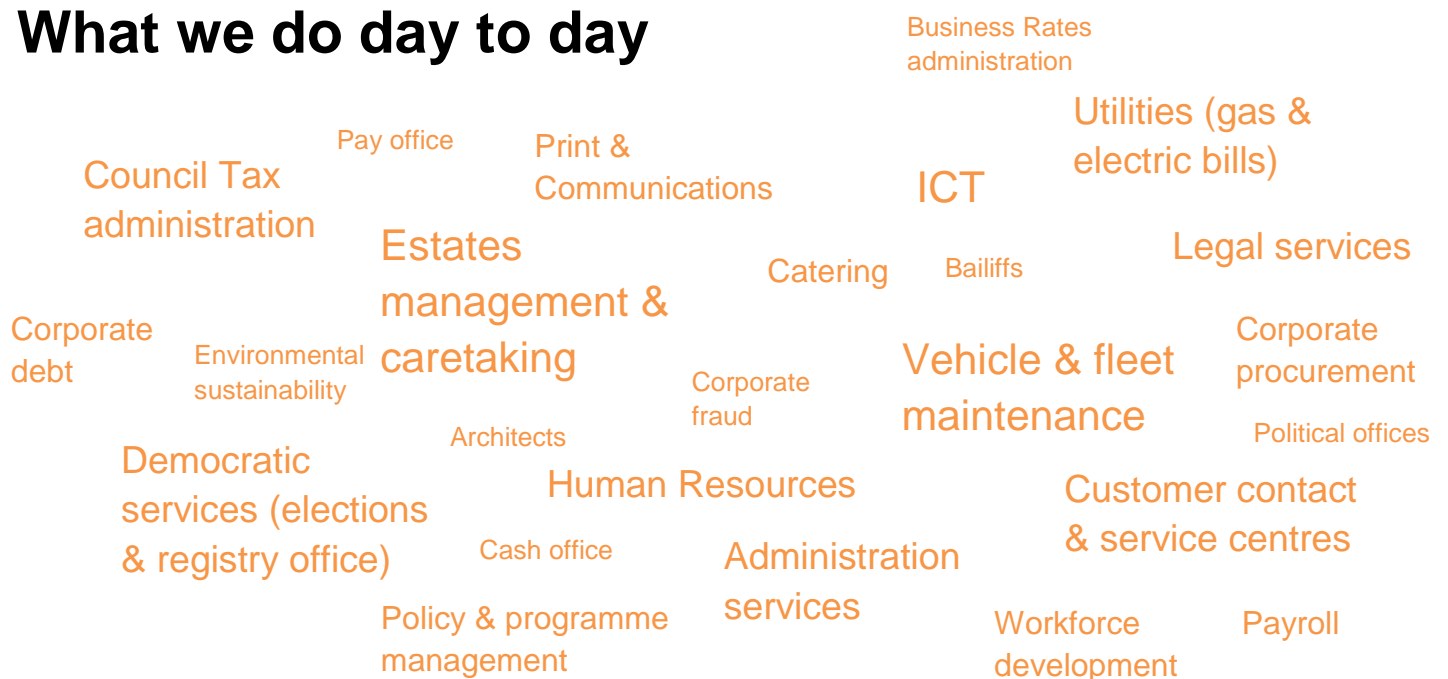 What we do day to day
Business Rates
administration
Utilities (gas &
electric bills)
Pay office
Print &
Communications
Council Tax
administration
ICT
Estates
management &
caretaking
Legal services
Catering
Bailiffs
Corporate
debt
Environmental
sustainability
Corporate
fraud
Vehicle & fleet
maintenance
Corporate
procurement
Architects
Political offices
Democratic
services (elections
& registry office)
Human Resources
Customer contact
& service centres
Cash office
Administration
services
Policy & programme
management
Workforce
development
Payroll